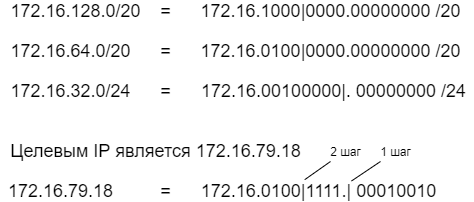 172.16.128.0/20 = 172.16.1000|0000.00000000 /20
172.16.64.0/20 = 172.16.0100|0000.00000000 /20
172.16.32.0/24 = 172.16.00100000|. 00000000 /24
Целевым IP является 172.16.79.18
2 шаг 1 шаг
172.16.79.18 = 172.16.0100|1111.| 00010010